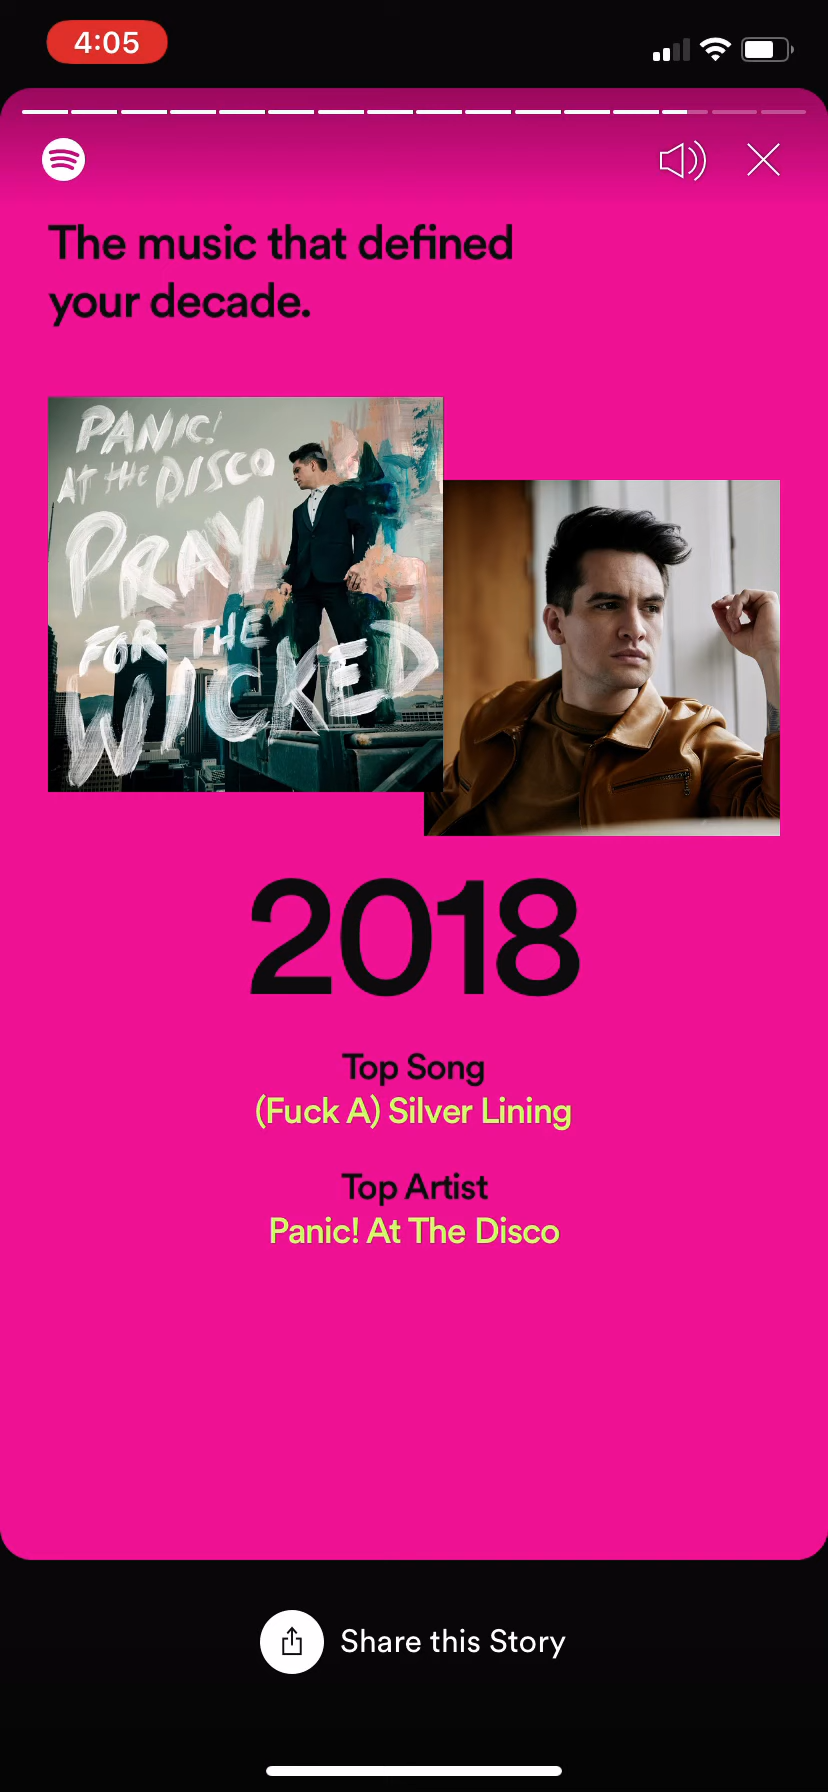 4:05
The music that defined
your decade.
PANIC!
AT THE DISCO
PRAY
FOR THE
WICKED
2018
Top Song
(Fuck A) Silver Lining
Top Artist
Panic! At The Disco
Share this Story